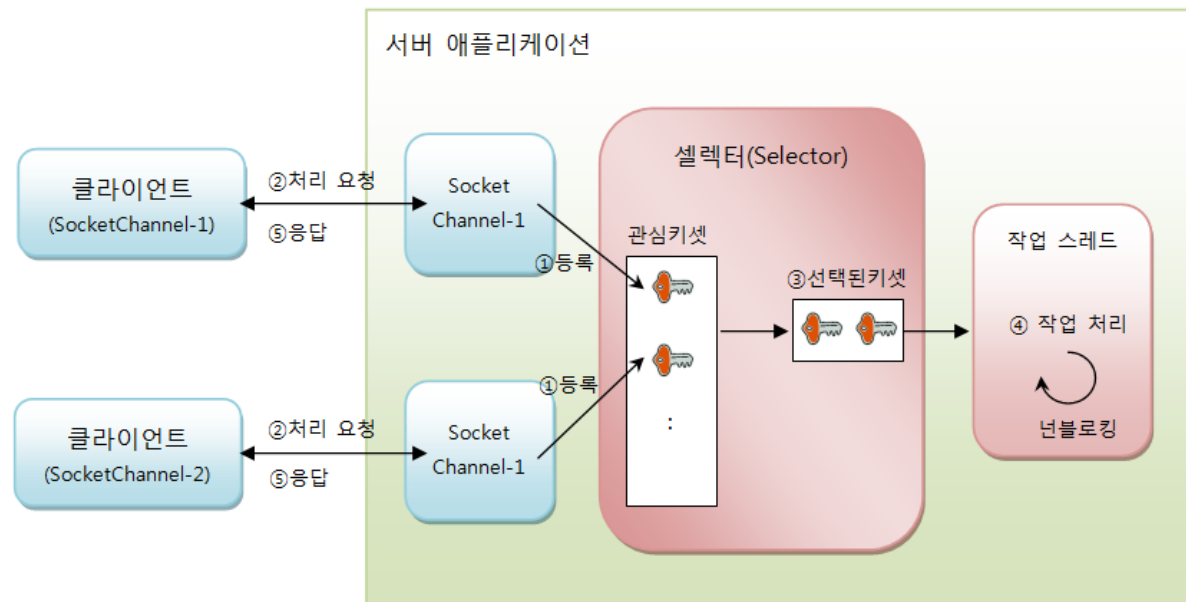 서버 애플리케이션
클라이언트
(SocketChannel-1)
②처리 요청
⑤응답
Socket
Channel-1
①등록
셀렉터(Selector)
관심키셋
③선택된키셋
작업 스레드
④ 작업 처리
넌블로킹
클라이언트
(SocketChannel-2)
②처리 요청
⑤응답
Socket
Channel-1
①등록
: